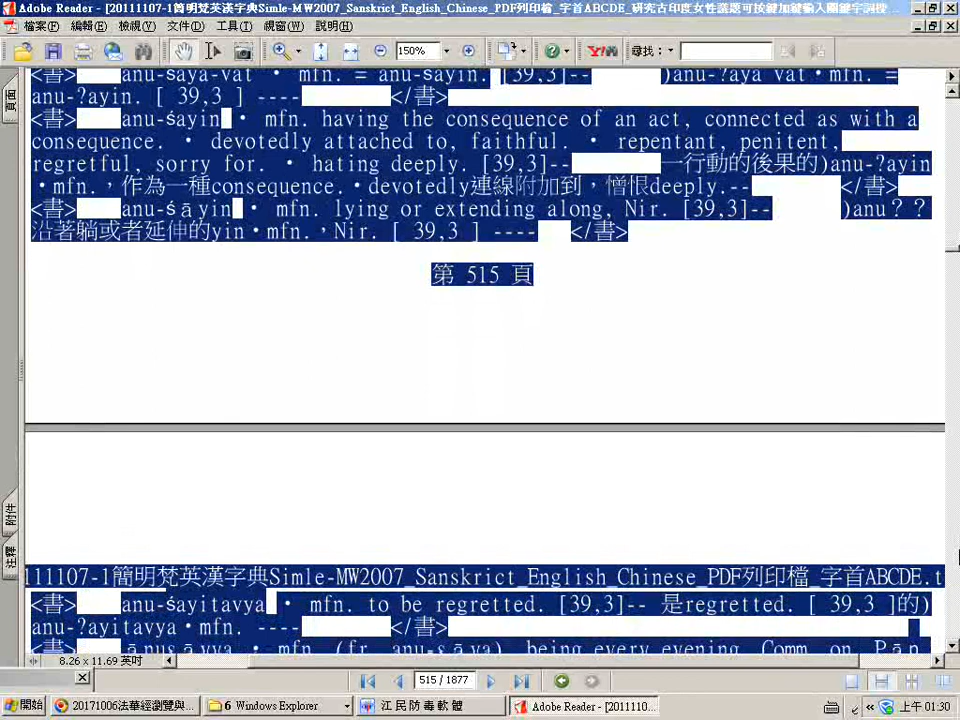 Adobe Reader - [20111107-1簡明梵英漢字典Simle-MW2007_Sanskrict_English_Chinese_PDF列印檔_字首ABCDE_研究古印度女性議題可按鍵加鍵輸入關鍵字詞搜
檔案(F) 編輯(E) 檢視(V) 文件(D) 工具(T) 視窗(W) 說明(H)
150% 尋找：
頁面
<書> anu-śaya-vat • mfn. = anu-śayin. [39,3]-- )anu-?aya vat•mfn. =
anu-?ayin. [ 39,3 ] ---- </書>
<書> anu-śayin • mfn. having the consequence of an act, connected as with a
consequence. • devotedly attached to, faithful. • repentant, penitent,
regretful, sorry for. • hating deeply. [39,3]-- 一行動的後果的)anu-?ayin
•mfn.，作為一種consequence.•devotedly連線附加到，憎恨deeply.-- </書>
<書> anu-śāyin • mfn. lying or extending along, Nir. [39,3]-- )anu？？
沿著躺或者延伸的yin•mfn.，Nir. [ 39,3 ] ---- </書>
第 515 頁
附件
注釋
111107-1簡明梵英漢字典Simle-MW2007_Sanskrict_English_Chinese_PDF列印檔_字首ABCDE.t
<書> anu-śayitavya • mfn. to be regretted. [39,3]-- 是regretted. [ 39,3 ]的)
anu-?ayitavya•mfn. ---- </書>
<書> ānusāyya • mfn. (fr. anu-sāya), being every evening, Comm. on Pāṇ
8.26 x 11.69 英吋
515 / 1877
開始 20171006法華經瀏覽與... 6 Windows Explorer 江民防毒軟體 Adobe Reader - [2011110... 上午 01:30